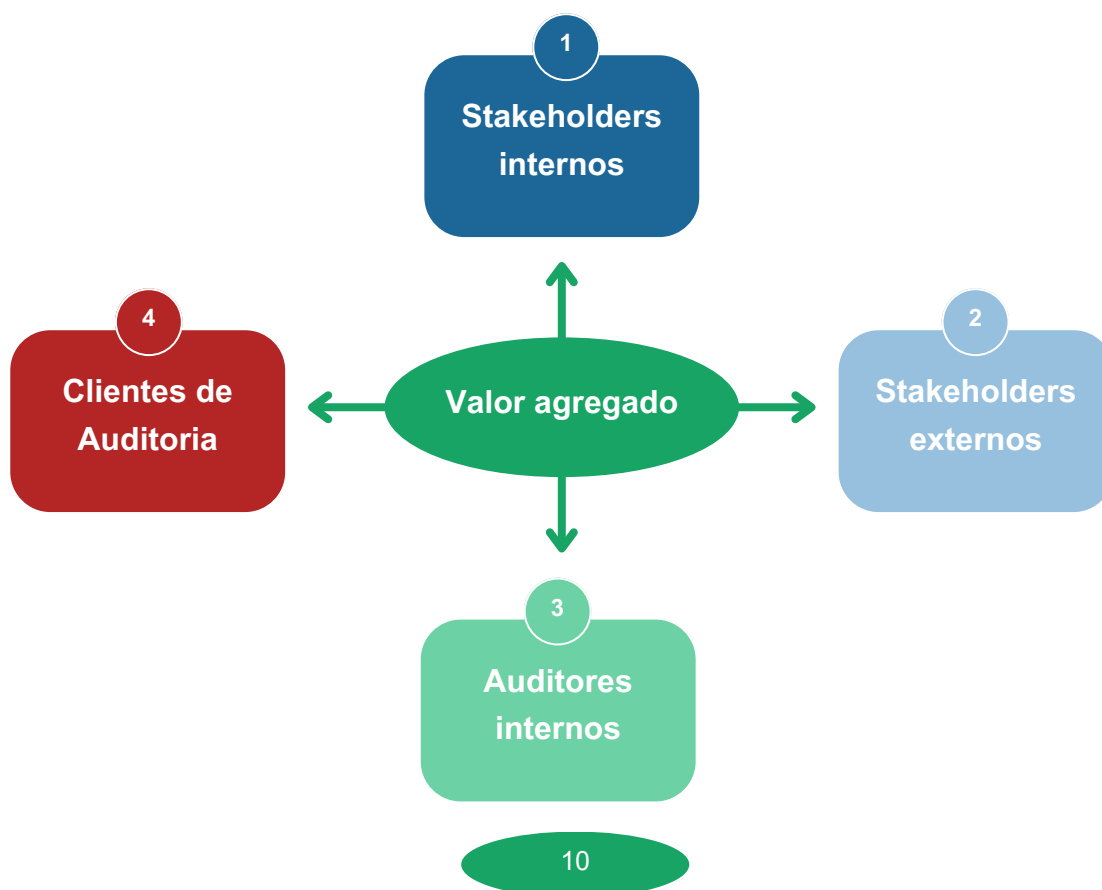 1
Stakeholders
internos
4
Clientes de
Auditoria
Valor agregado
2
Stakeholders
externos
3
Auditores
internos
10